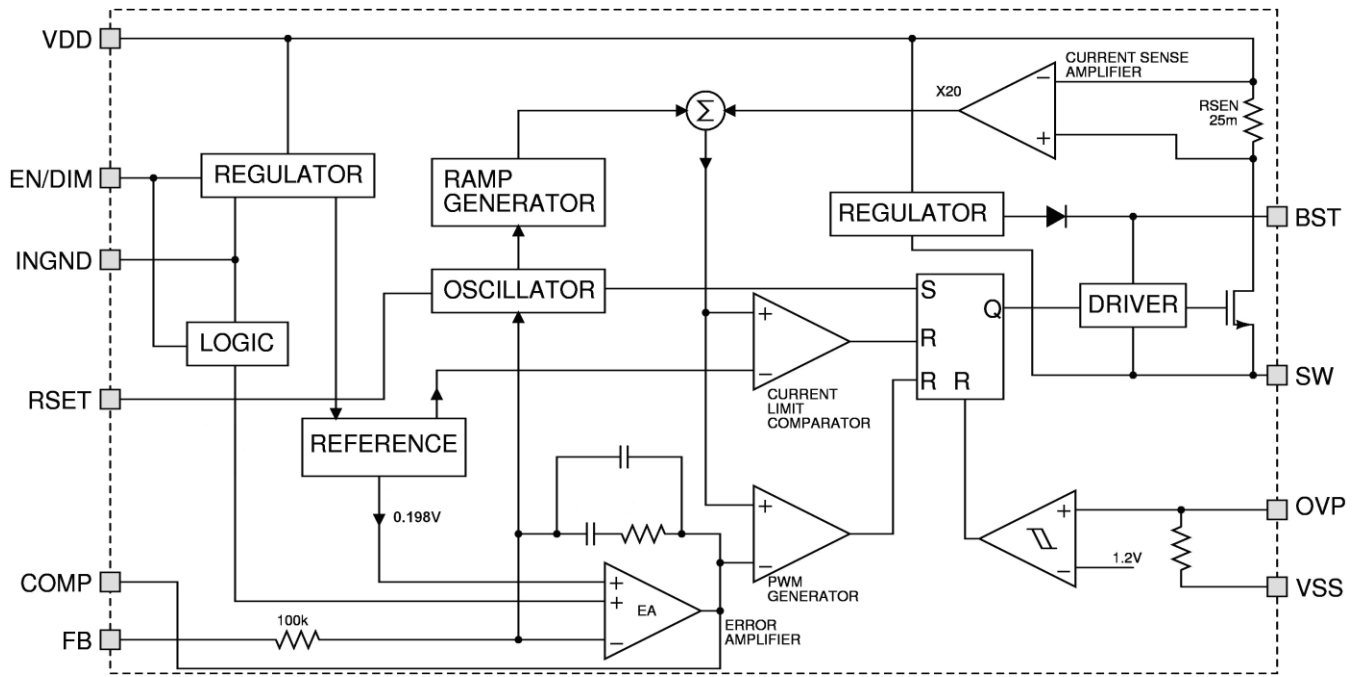 VDD
CURRENT SENSE
AMPLIFIER
X20
−
+
Σ
RSEN
25m
EN/DIM
REGULATOR
RAMP
GENERATOR
REGULATOR
BST
INGND
OSCILLATOR
S
Q
DRIVER
LOGIC
+
−
R
R
R
SW
RSET
CURRENT
LIMIT
COMPARATOR
REFERENCE
0.198V
+
−
PWM
GENERATOR
+
−
1.2V
OVP
VSS
COMP
+
+
−
EA
ERROR
AMPLIFIER
100k
FB